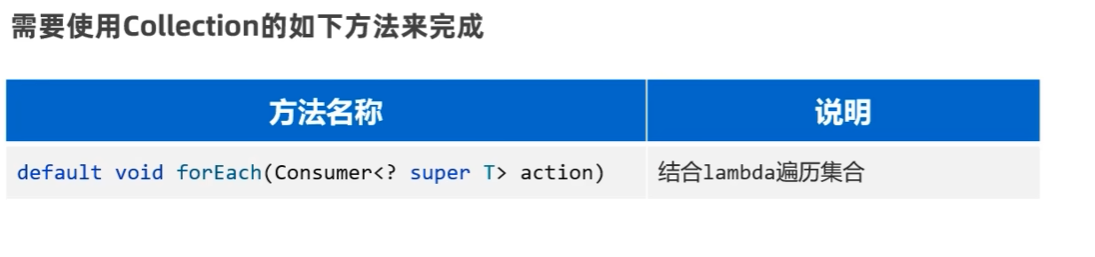 需要使用Collection的如下方法来完成
方法名称 说明
default void forEach(Consumer<? super T> action) 结合lambda遍历集合